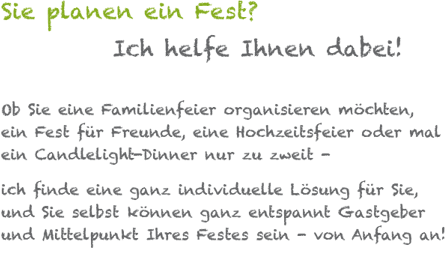 Sie planen ein Fest?
Ich helfe Ihnen dabei!
Ob Sie eine Familienfeier organisieren möchten,
ein Fest für Freunde, eine Hochzeitsfeier oder mal
ein Candlelight-Dinner nur zu zweit -
ich finde eine ganz individuelle Lösung für Sie,
und Sie selbst können ganz entspannt Gastgeber
und Mittelpunkt Ihres Festes sein - von Anfang an!